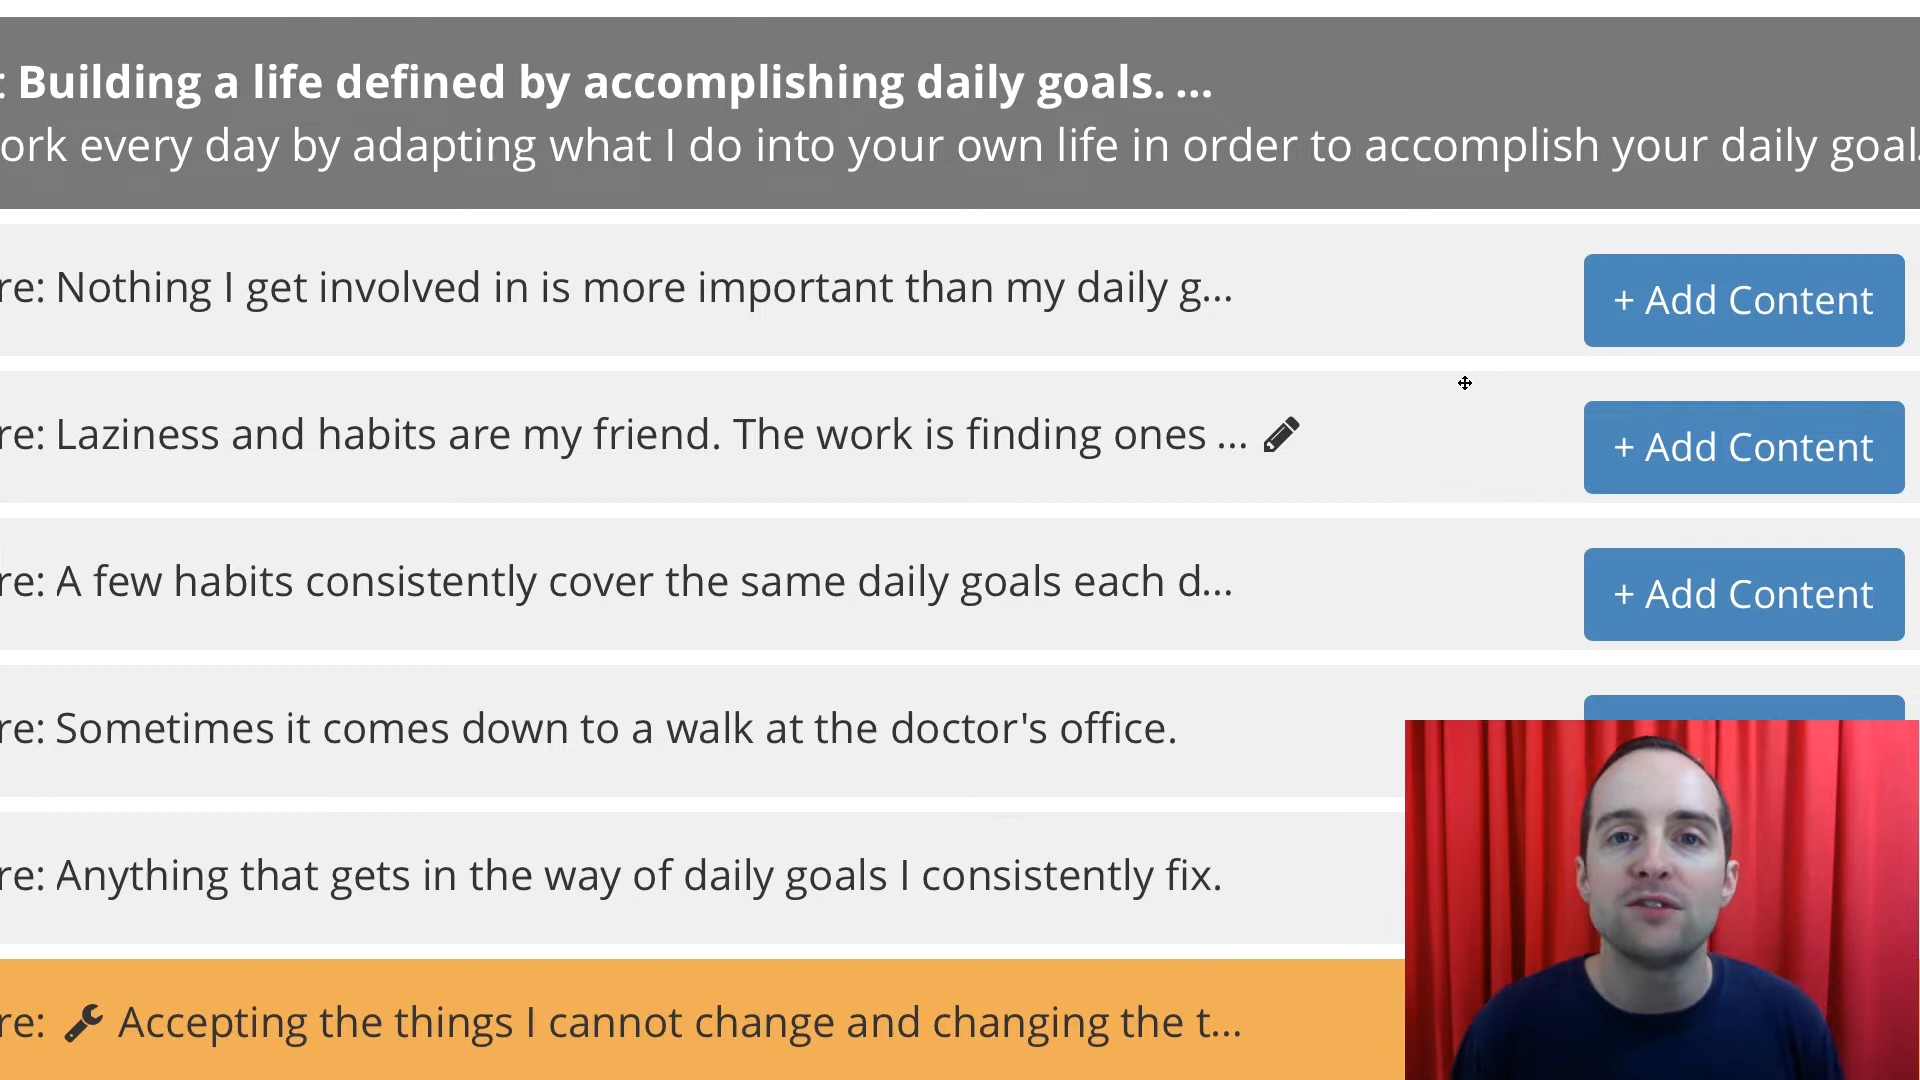 : Building a life defined by accomplishing daily goals. ...
ork every day by adapting what I do into your own life in order to accomplish your daily goal.
re: Nothing I get involved in is more important than my daily g...
+ Add Content
re: Laziness and habits are my friend. The work is finding ones ...
+ Add Content
re: A few habits consistently cover the same daily goals each d...
+ Add Content
re: Sometimes it comes down to a walk at the doctor's office.
re: Anything that gets in the way of daily goals I consistently fix.
re: Accepting the things I cannot change and changing the t...